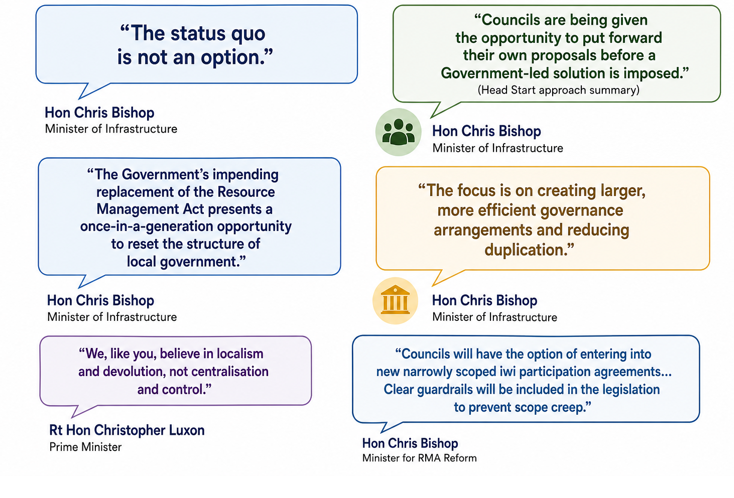 “The status quo
is not an option.”
Hon Chris Bishop
Minister of Infrastructure
“Councils are being given
the opportunity to put forward
their own proposals before a
Government-led solution is imposed.”
(Head Start approach summary)
Hon Chris Bishop
Minister of Infrastructure
“The Government’s impending
replacement of the Resource
Management Act presents a
once-in-a-generation opportunity
to reset the structure of
local government.”
Hon Chris Bishop
Minister of Infrastructure
“The focus is on creating larger,
more efficient governance
arrangements and reducing
duplication.”
Hon Chris Bishop
Minister of Infrastructure
“We, like you, believe in localism
and devolution, not centralisation
and control.”
Rt Hon Christopher Luxon
Prime Minister
“Councils will have the option of entering into
new narrowly scoped iwi participation agreements...
Clear guardrails will be included in the legislation
to prevent scope creep.”
Hon Chris Bishop
Minister for RMA Reform